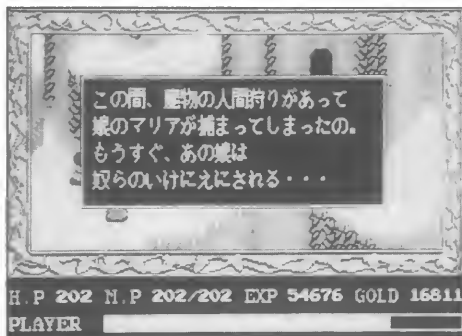 この間、魔物の人間狩りがあって
娘のマリアが捕まってしまったの。
もうすぐ、あの娘は
奴らのいけにえにされる・・・
H.P 202 M.P 202/202 EXP 54676 GOLD 16811
PLAYER